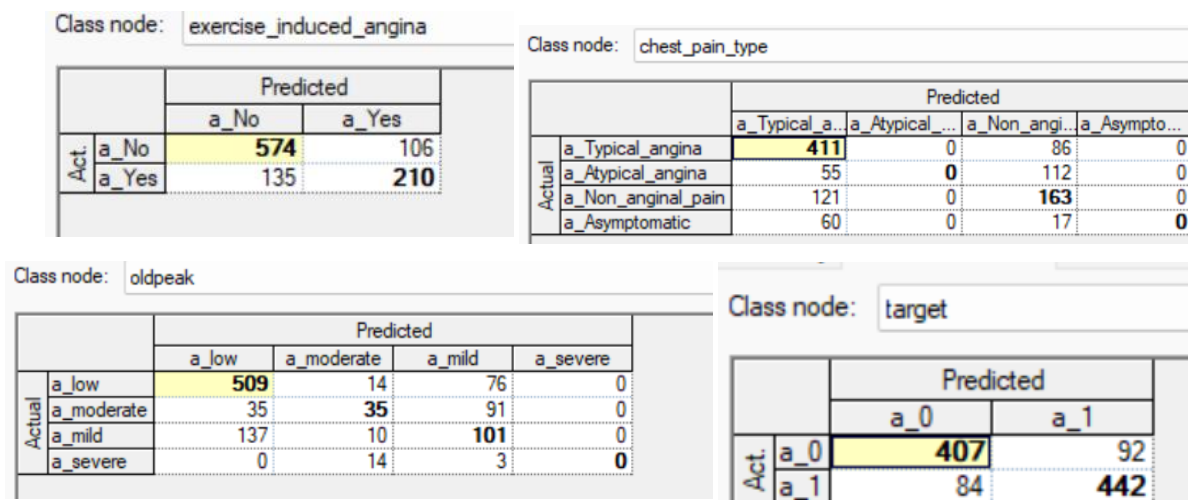 Class node: exercise_induced_angina
Predicted
a_No a_Yes
Act.
a_No 574 106
a_Yes 135 210
Class node: chest_pain_type
Predicted
a_Typical_a... a_Atypical_... a_Non_angi... a_Asympto...
Actual
a_Typical_angina 411 0 86 0
a_Atypical_angina 55 0 112 0
a_Non_anginal_pain 121 0 163 0
a_Asymptomatic 60 0 17 0
Class node: oldpeak
Predicted
a_low a_moderate a_mild a_severe
Actual
a_low 509 14 76 0
a_moderate 35 35 91 0
a_mild 137 10 101 0
a_severe 0 14 3 0
Class node: target
Predicted
a_0 a_1
Act.
a_0 407 92
a_1 84 442